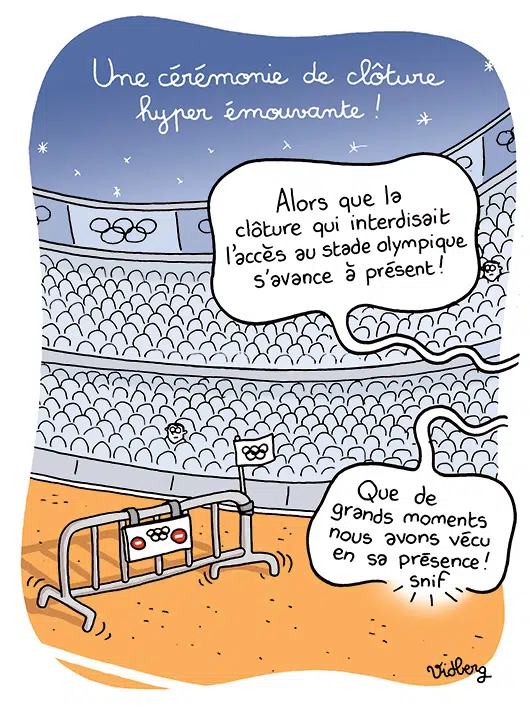 Une cérémonie de clôture
hyper émouvante !
Alors que la
clôture qui interdisait
l'accès au stade olympique
s'avance à présent !
Que de
grands moments
nous avons vécu
en sa présence !
snif
Vidberg